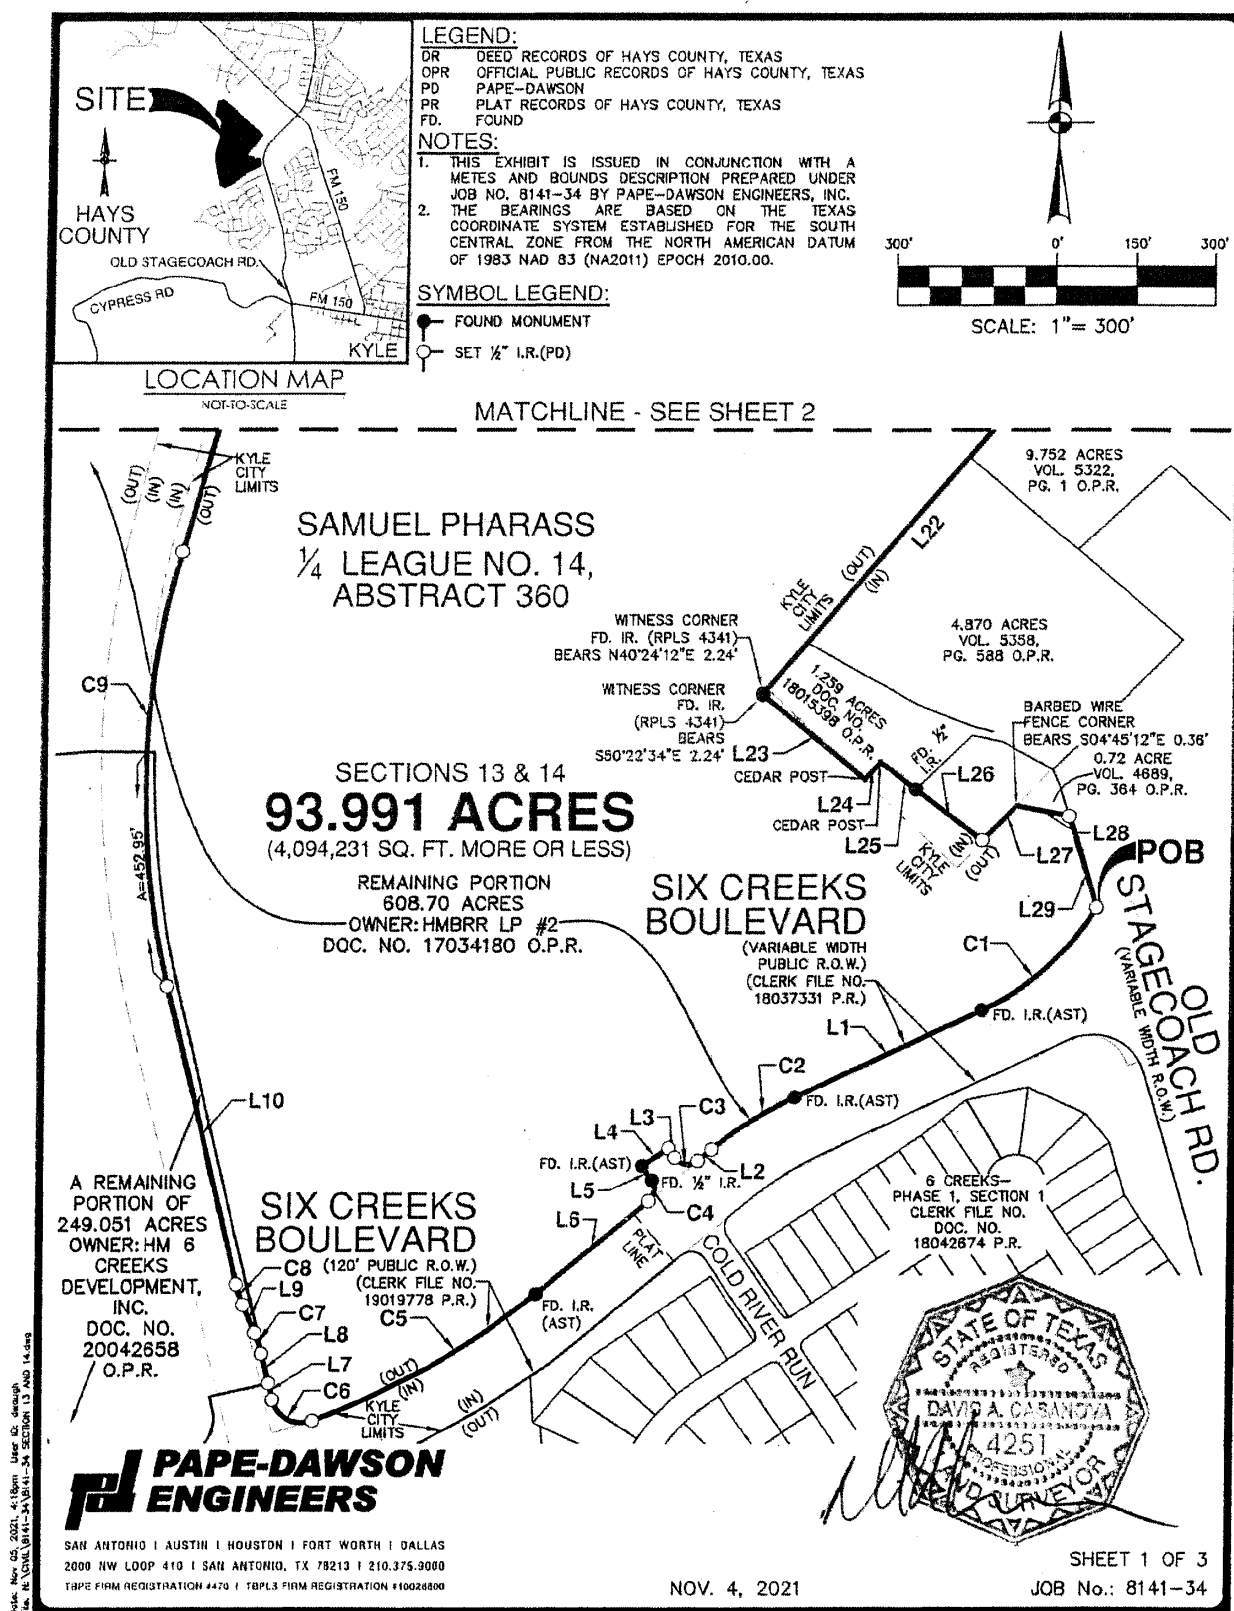 LEGEND:
DR DEED RECORDS OF HAYS COUNTY, TEXAS
OPR OFFICIAL PUBLIC RECORDS OF HAYS COUNTY, TEXAS
PD PAPE-DAWSON
PR PLAT RECORDS OF HAYS COUNTY, TEXAS
FD. FOUND
NOTES:
1. THIS EXHIBIT IS ISSUED IN CONJUNCTION WITH A
METES AND BOUNDS DESCRIPTION PREPARED UNDER
JOB NO. 8141-34 BY PAPE-DAWSON ENGINEERS, INC.
2. THE BEARINGS ARE BASED ON THE TEXAS
COORDINATE SYSTEM ESTABLISHED FOR THE SOUTH
CENTRAL ZONE FROM THE NORTH AMERICAN DATUM
OF 1983 NAD 83 (NA2011) EPOCH 2010.00.
SYMBOL LEGEND:
FOUND MONUMENT
SET ½" I.R.(PD)
SITE
HAYS
COUNTY
FM 150
OLD STAGECOACH RD.
CYPRESS RD
FM 150
KYLE
LOCATION MAP
NOT-TO-SCALE
300' 0' 150' 300'
SCALE: 1"= 300'
MATCHLINE - SEE SHEET 2
KYLE
CITY
LIMITS
(OUT)
(IN)
(IN)
(OUT)
SAMUEL PHARASS
¼ LEAGUE NO. 14,
ABSTRACT 360
9.752 ACRES
VOL. 5322,
PG. 1 O.P.R.
L22
(OUT)
(IN)
KYLE
CITY
LIMITS
4.870 ACRES
VOL. 5358,
PG. 588 O.P.R.
WITNESS CORNER
FD. IR. (RPLS 4341)
BEARS N40°24'12"E 2.24'
WITNESS CORNER
FD. IR.
(RPLS 4341)
BEARS
S50°22'34"E 2.24'
1.259 ACRES
DOC. NO.
18015398
O.P.R.
BARBED WIRE
FENCE CORNER
BEARS S04°45'12"E 0.36'
0.72 ACRE
VOL. 4689,
PG. 364 O.P.R.
C9
L23
CEDAR POST
FD. ½"
I.R.
L26
L24
CEDAR POST
L25
KYLE
CITY
LIMITS
(IN)
(OUT)
L27
L28
POB
L29
SECTIONS 13 & 14
93.991 ACRES
(4,094,231 SQ. FT. MORE OR LESS)
A=452.95'
REMAINING PORTION
608.70 ACRES
OWNER: HMBRR LP #2
DOC. NO. 17034180 O.P.R.
SIX CREEKS
BOULEVARD
(VARIABLE WIDTH
PUBLIC R.O.W.)
(CLERK FILE NO.
18037331 P.R.)
C1
FD. I.R.(AST)
OLD
STAGECOACH RD.
(VARIABLE WIDTH R.O.W.)
L1
C2
FD. I.R.(AST)
L10
L3
C3
L4
FD. I.R.(AST)
L5
L2
FD. ½" I.R.
C4
L6
PLAT
LINE
A REMAINING
PORTION OF
249.051 ACRES
OWNER: HM 6
CREEKS
DEVELOPMENT,
INC.
DOC. NO.
20042658
O.P.R.
SIX CREEKS
BOULEVARD
(120' PUBLIC R.O.W.)
(CLERK FILE NO.
19019778 P.R.)
6 CREEKS-
PHASE 1, SECTION 1
CLERK FILE NO.
DOC. NO.
18042674 P.R.
COLD RIVER RUN
C8
L9
C7
L8
L7
C6
C5
FD. I.R.
(AST)
(OUT)
(IN)
KYLE
CITY
LIMITS
(IN)
(OUT)
STATE OF TEXAS
REGISTERED
DAVID A. CASANOVA
4251
PROFESSIONAL
LAND SURVEYOR
PAPE-DAWSON
ENGINEERS
SAN ANTONIO I AUSTIN I HOUSTON I FORT WORTH I DALLAS
2000 NW LOOP 410 I SAN ANTONIO, TX 78213 I 210.375.9000
TBPE FIRM REGISTRATION #470 I TBPLS FIRM REGISTRATION #10028800
NOV. 4, 2021
SHEET 1 OF 3
JOB No.: 8141-34
Nov 05, 2021, 4:18pm User ID: